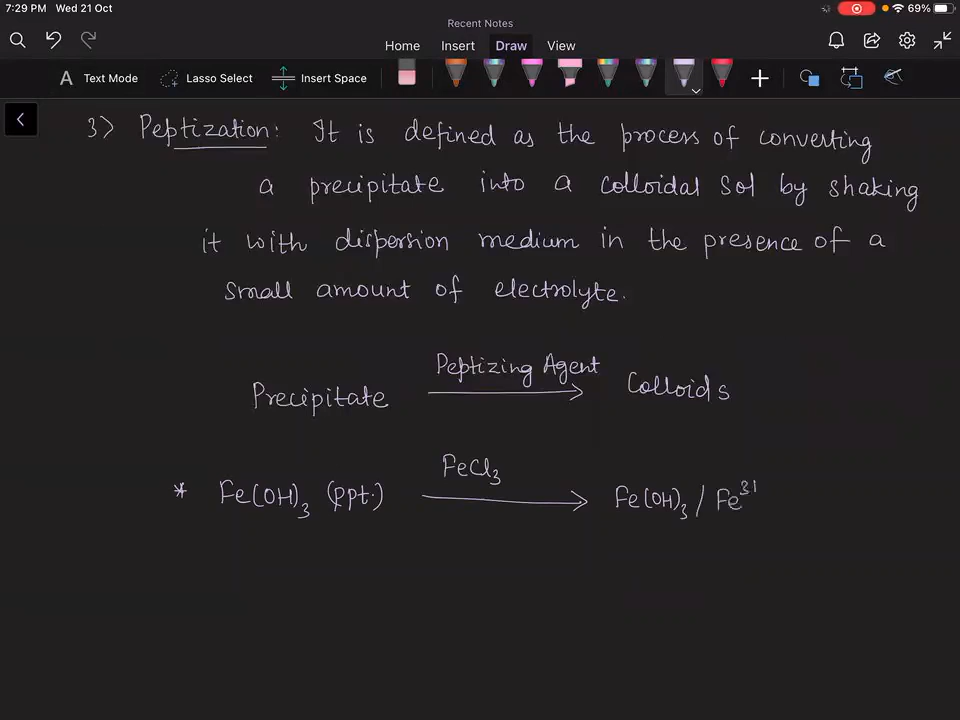 7:29 PM Wed 21 Oct
69%
Recent Notes
Home Insert Draw View
Text Mode Lasso Select Insert Space
3> Peptization: It is defined as the process of converting
a precipitate into a colloidal sol by shaking
it with dispersion medium in the presence of a
small amount of electrolyte.
Peptizing Agent
Precipitate ⟶ Colloids
FeCl₃
* Fe(OH)₃ (ppt.) ⟶ Fe(OH)₃ / Fe³¹